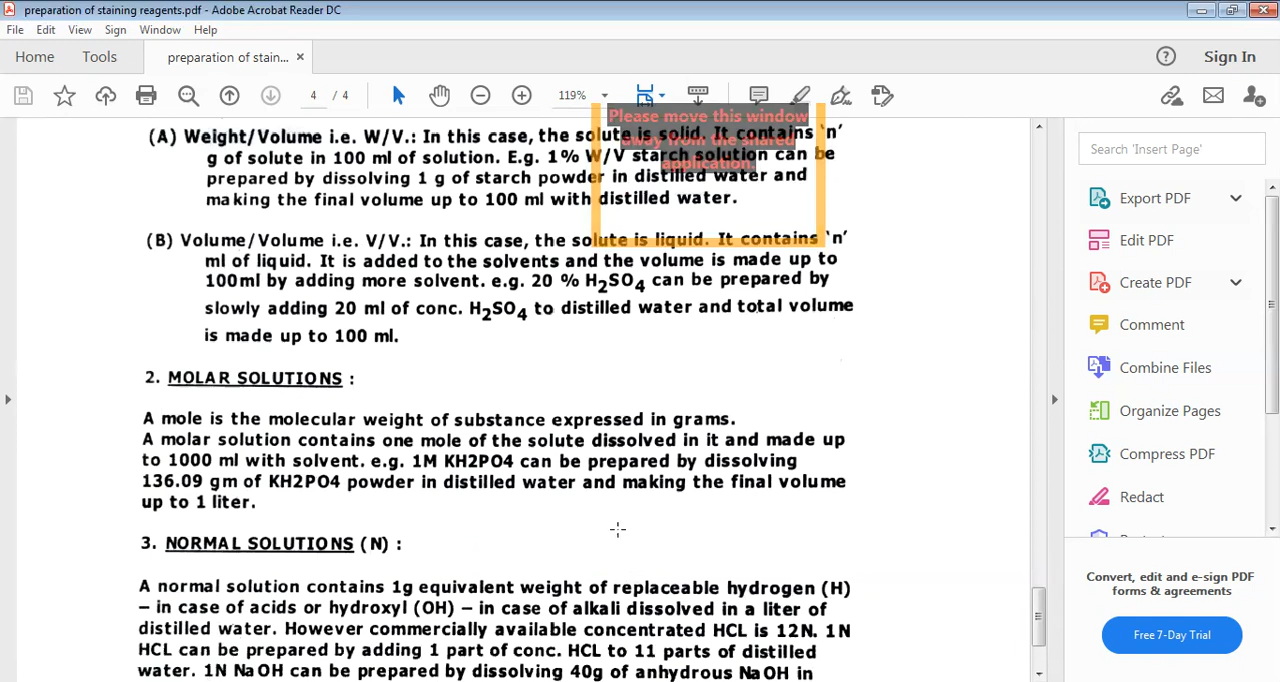 preparation of staining reagents.pdf - Adobe Acrobat Reader DC
File Edit View Sign Window Help
Home Tools preparation of stain... × Sign In
4 / 4 119%
Please move this window
away from the shared
application.
(A) Weight/Volume i.e. W/V.: In this case, the solute is solid. It contains ‘n’
g of solute in 100 ml of solution. E.g. 1% W/V starch solution can be
prepared by dissolving 1 g of starch powder in distilled water and
making the final volume up to 100 ml with distilled water.
(B) Volume/Volume i.e. V/V.: In this case, the solute is liquid. It contains ‘n’
ml of liquid. It is added to the solvents and the volume is made up to
100ml by adding more solvent. e.g. 20 % H₂SO₄ can be prepared by
slowly adding 20 ml of conc. H₂SO₄ to distilled water and total volume
is made up to 100 ml.
2. MOLAR SOLUTIONS :
A mole is the molecular weight of substance expressed in grams.
A molar solution contains one mole of the solute dissolved in it and made up
to 1000 ml with solvent. e.g. 1M KH2PO4 can be prepared by dissolving
136.09 gm of KH2PO4 powder in distilled water and making the final volume
up to 1 liter.
3. NORMAL SOLUTIONS (N) :
A normal solution contains 1g equivalent weight of replaceable hydrogen (H)
– in case of acids or hydroxyl (OH) – in case of alkali dissolved in a liter of
distilled water. However commercially available concentrated HCL is 12N. 1N
HCL can be prepared by adding 1 part of conc. HCL to 11 parts of distilled
water. 1N NaOH can be prepared by dissolving 40g of anhydrous NaOH in
Search 'Insert Page'
Export PDF
Edit PDF
Create PDF
Comment
Combine Files
Organize Pages
Compress PDF
Redact
Convert, edit and e-sign PDF
forms & agreements
Free 7-Day Trial